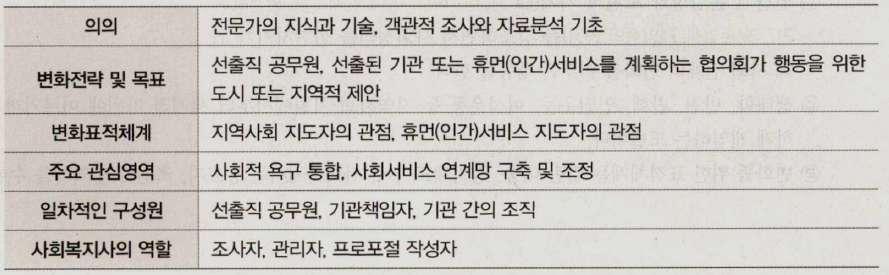 의의 전문가의 지식과 기술, 객관적 조사와 자료분석 기초
변화전략 및 목표 선출직 공무원, 선출된 기관 또는 휴먼(인간)서비스를 계획하는 협의회가 행동을 위한
도시 또는 지역적 제안
변화표적체계 지역사회 지도자의 관점, 휴먼(인간)서비스 지도자의 관점
주요 관심영역 사회적 욕구 통합, 사회서비스 연계망 구축 및 조정
일차적인 구성원 선출직 공무원, 기관책임자, 기관 간의 조직
사회복지사의 역할 조사자, 관리자, 프로포절 작성자